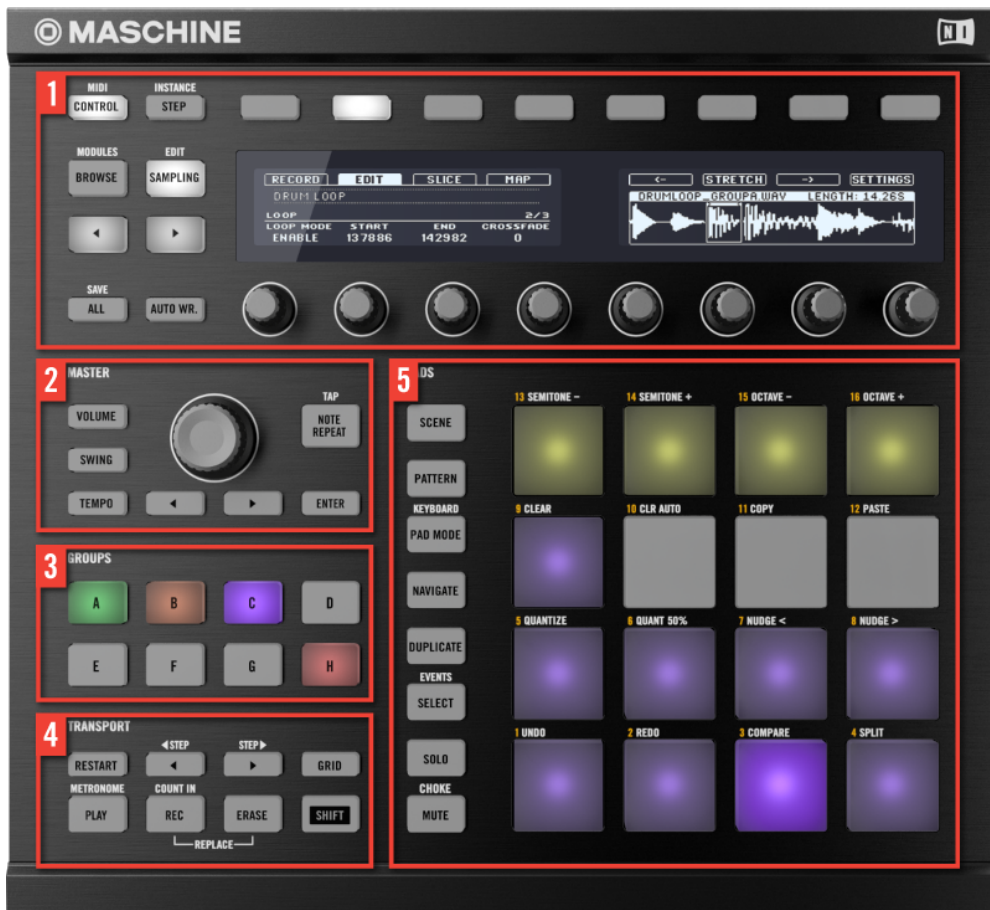 MASCHINE
NI
1
MIDI
INSTANCE
CONTROL
STEP
MODULES
EDIT
BROWSE
SAMPLING
SAVE
ALL
AUTO WR.
RECORD EDIT SLICE MAP
DRUM LOOP
LOOP 2/3
LOOP MODE START END CROSSFADE
ENABLE 137886 142982 0
<- STRETCH -> SETTINGS
DRUMLOOP_GROUPA.WAV LENGTH: 14.26S
2
MASTER
VOLUME
SWING
TEMPO
TAP
NOTE
REPEAT
ENTER
3
GROUPS
A B C D
E F G H
4
TRANSPORT
◀STEP STEP▶
RESTART
GRID
METRONOME COUNT IN
PLAY REC ERASE SHIFT
REPLACE
5
DS
SCENE
PATTERN
KEYBOARD
PAD MODE
NAVIGATE
DUPLICATE
EVENTS
SELECT
SOLO
CHOKE
MUTE
13 SEMITONE − 14 SEMITONE + 15 OCTAVE − 16 OCTAVE +
9 CLEAR 10 CLR AUTO 11 COPY 12 PASTE
5 QUANTIZE 6 QUANT 50% 7 NUDGE < 8 NUDGE >
1 UNDO 2 REDO 3 COMPARE 4 SPLIT